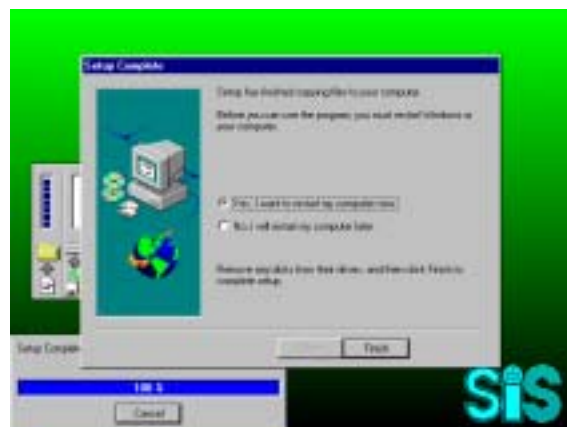 Setup Complete
Setup has finished copying files to your computer.
Before you can use the program, you must restart Windows or
your computer.
Yes, I want to restart my computer now.
No, I will restart my computer later.
Remove any disks from their drives, and then click Finish to
complete setup.
Finish
Setup Complete
100 %
Cancel
SiS